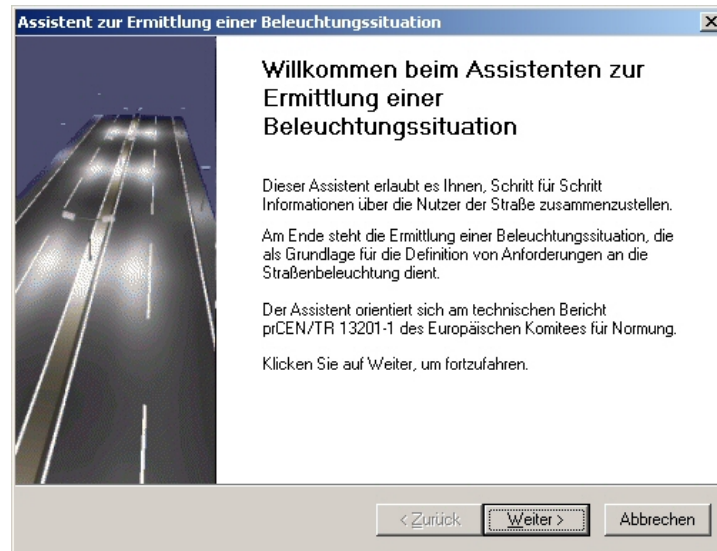 Assistent zur Ermittlung einer Beleuchtungssituation
Willkommen beim Assistenten zur
Ermittlung einer
Beleuchtungssituation
Dieser Assistent erlaubt es Ihnen, Schritt für Schritt
Informationen über die Nutzer der Straße zusammenzustellen.
Am Ende steht die Ermittlung einer Beleuchtungssituation, die
als Grundlage für die Definition von Anforderungen an die
Straßenbeleuchtung dient.
Der Assistent orientiert sich am technischen Bericht
prCEN/TR 13201-1 des Europäischen Komitees für Normung.
Klicken Sie auf Weiter, um fortzufahren.
< Zurück Weiter > Abbrechen